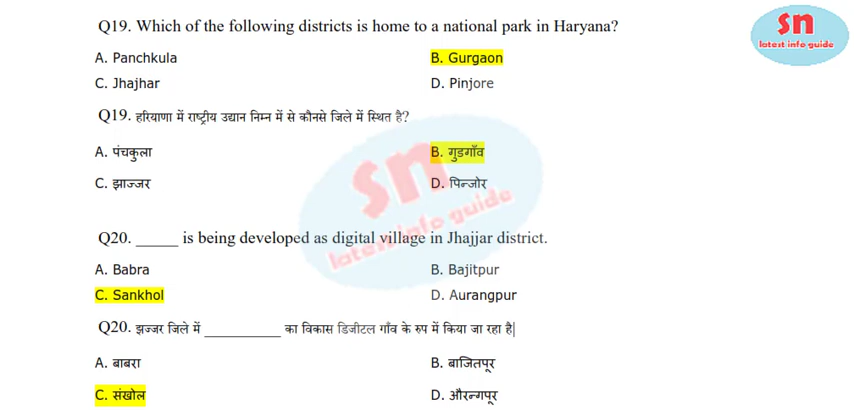 sn
latest info guide
Q19. Which of the following districts is home to a national park in Haryana?
A. Panchkula B. Gurgaon
C. Jhajhar D. Pinjore
Q19. हरियाणा में राष्ट्रीय उद्यान निम्न में से कौनसे जिले में स्थित है?
A. पंचकुला B. गुडगाँव
C. झाज्जर D. पिन्जोर
sn
latest info guide
Q20. _____ is being developed as digital village in Jhajjar district.
A. Babra B. Bajitpur
C. Sankhol D. Aurangpur
Q20. झज्जर जिले में __________ का विकास डिजीटल गाँव के रुप में किया जा रहा है|
A. बाबरा B. बाजितपूर
C. संखोल D. औरन्गपूर